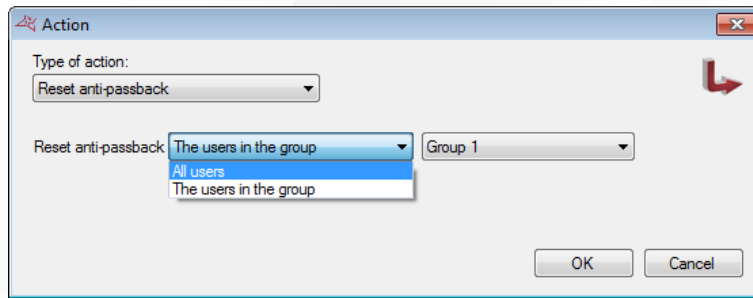 Action
Type of action:
Reset anti-passback
Reset anti-passback The users in the group Group 1
All users
The users in the group
OK Cancel